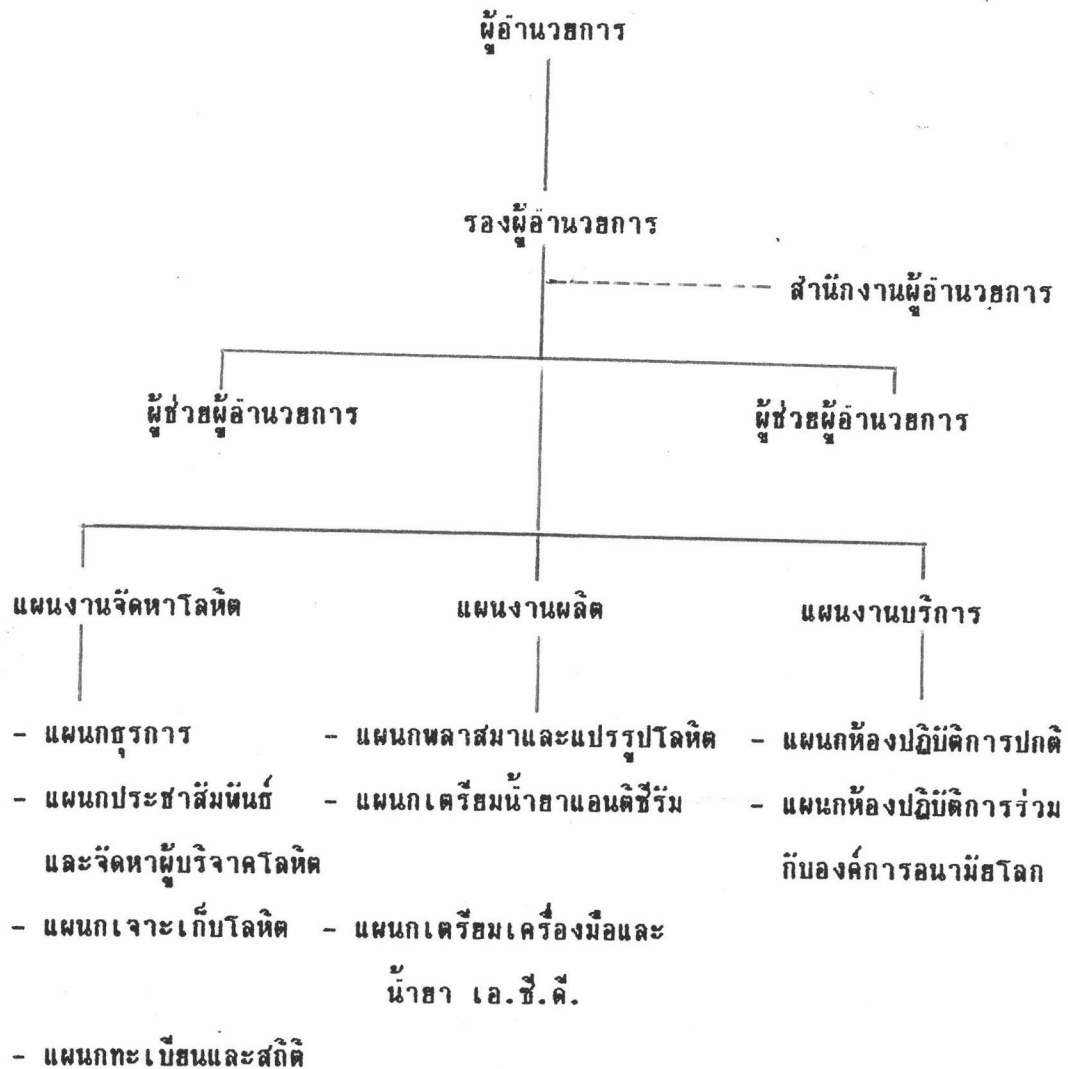 ผู้อำนวยการ
รองผู้อำนวยการ
สำนักงานผู้อำนวยการ
ผู้ช่วยผู้อำนวยการ
ผู้ช่วยผู้อำนวยการ
แผนงานจัดหาโลหิต
แผนงานผลิต
แผนงานบริการ
- แผนกธุรการ
- แผนกประชาสัมพันธ์
และจัดหาผู้บริจาคโลหิต
- แผนกเจาะเก็บโลหิต
- แผนกทะเบียนและสถิติ
- แผนกพลาสมาและแปรรูปโลหิต
- แผนกเตรียมน้ำยาแอนติซีรัม
- แผนกเตรียมเครื่องมือและ
น้ำยา เอ.ซี.ดี.
- แผนกห้องปฏิบัติการปกติ
- แผนกห้องปฏิบัติการร่วม
กับองค์การอนามัยโลก